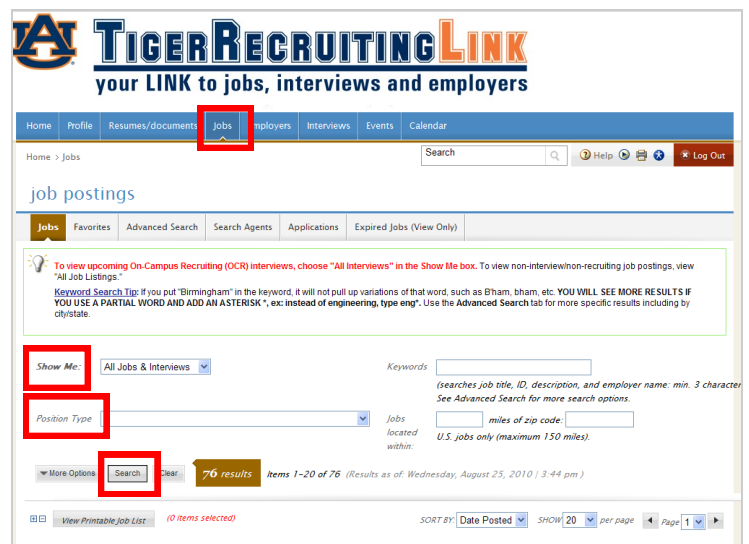 AU
TIGERRECRUITINGLINK
your LINK to jobs, interviews and employers
Home Profile Resumes/documents Jobs Employers Interviews Events Calendar
Home > Jobs
Search Help Log Out
job postings
Jobs Favorites Advanced Search Search Agents Applications Expired Jobs (View Only)
To view upcoming On-Campus Recruiting (OCR) interviews, choose "All Interviews" in the Show Me box. To view non-interview/non-recruiting job postings, view
"All Job Listings."
Keyword Search Tip: If you put "Birmingham" in the keyword, it will not pull up variations of that word, such as B'ham, bham, etc. YOU WILL SEE MORE RESULTS IF
YOU USE A PARTIAL WORD AND ADD AN ASTERISK *, ex: instead of engineering, type eng*. Use the Advanced Search tab for more specific results including by
city/state.
Show Me: All Jobs & Interviews Keywords
(searches job title, ID, description, and employer name: min. 3 character
See Advanced Search for more search options.
Position Type Jobs located within: miles of zip code:
U.S. jobs only (maximum 150 miles).
More Options Search Clear 76 results Items 1-20 of 76 (Results as of: Wednesday, August 25, 2010 | 3:44 pm )
View Printable Job List (0 items selected) SORT BY: Date Posted SHOW 20 per page Page 1